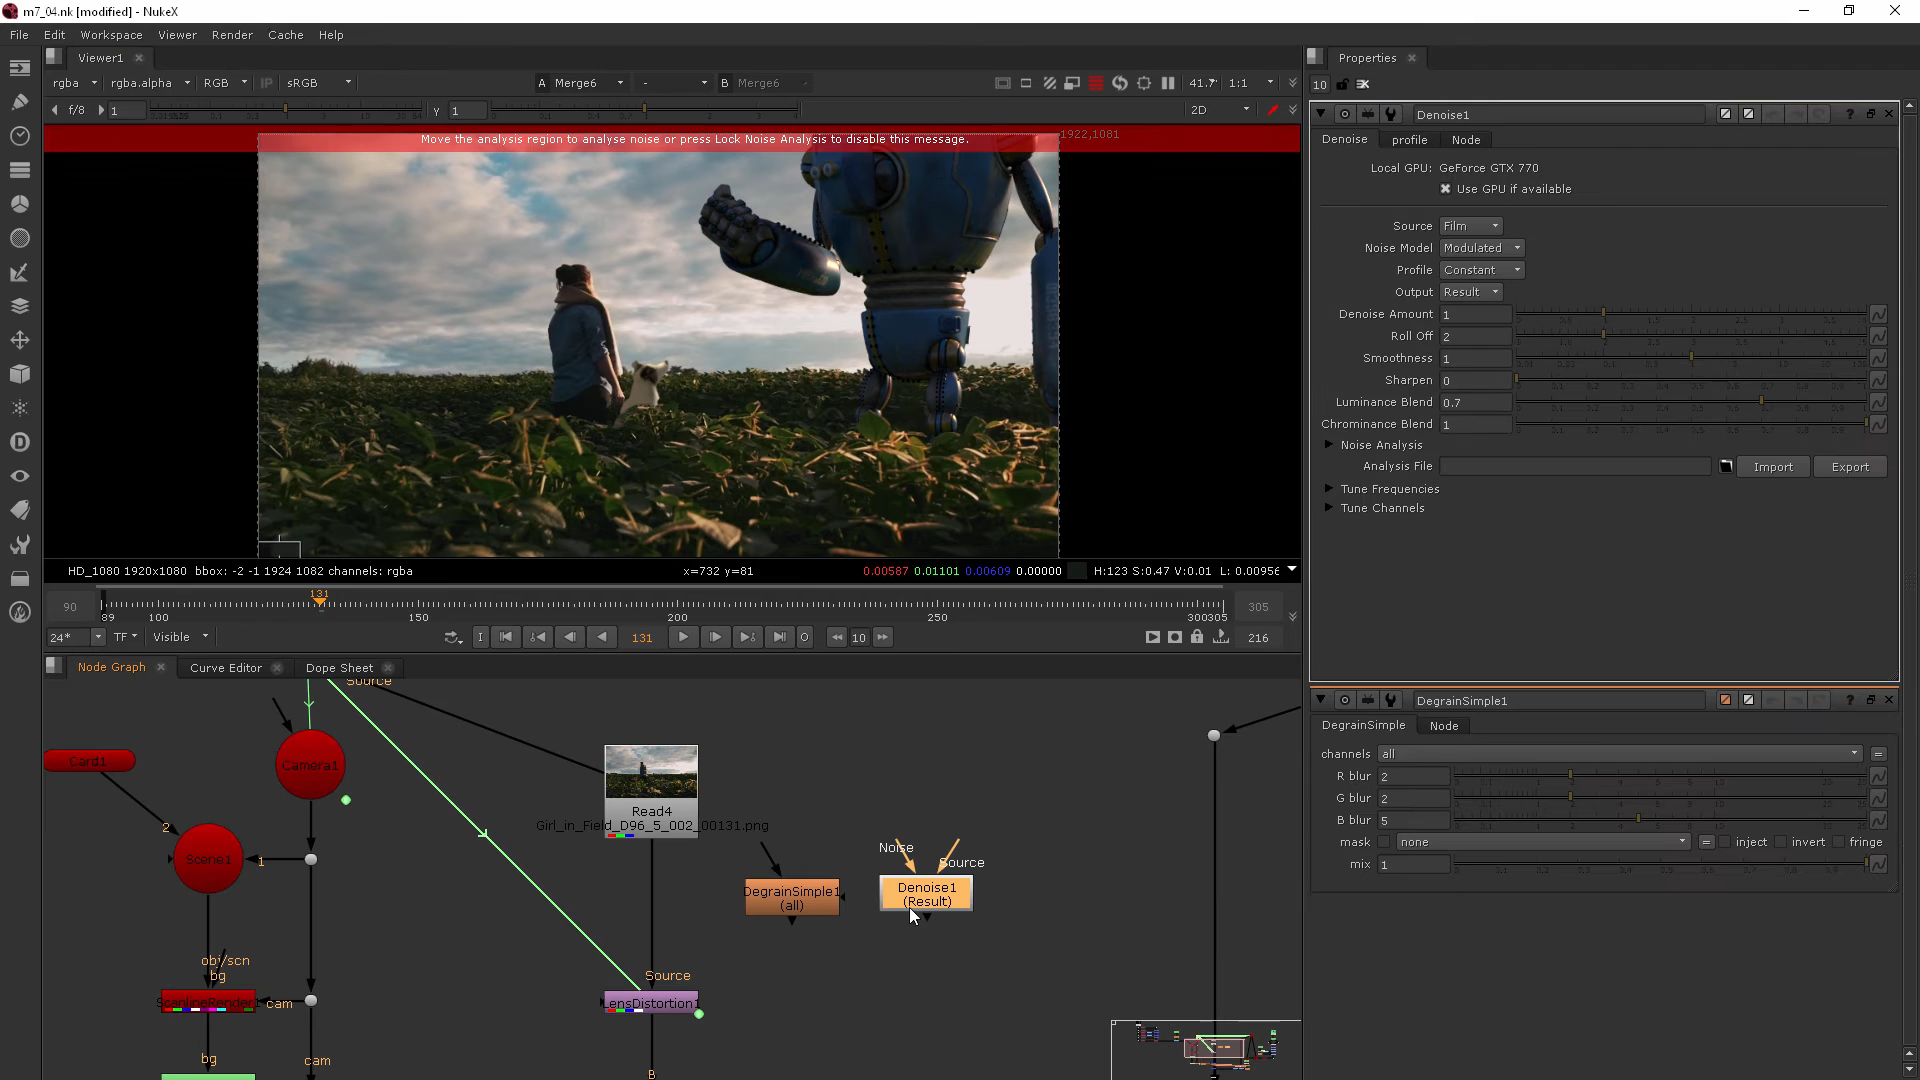 m7_04.nk [modified] - NukeX
File Edit Workspace Viewer Render Cache Help
Viewer1
rgba rgba.alpha RGB IP sRGB A Merge6 - B Merge6 41.7 1:1
f/8 1 y 1 2D
Move the analysis region to analyse noise or press Lock Noise Analysis to disable this message.
1922,1081
HD_1080 1920x1080 bbox: -2 -1 1924 1082 channels: rgba x=732 y=81 0.00587 0.01101 0.00609 0.00000 H:123 S:0.47 V:0.01 L: 0.00956
131
90 305
89 100 150 200 250 300305
24* TF Visible I 131 O 10 216
Node Graph Curve Editor Dope Sheet
Source
Card1
Camera1
2
Scene1 1
Read4
Girl_in_Field_D96_5_002_00131.png
DegrainSimple1
(all)
Noise
Source
Denoise1
(Result)
obj/scn
bg
ScanlineRender1 cam
Source
LensDistortion1
bg
cam
B
Properties
10
Denoise1
Denoise profile Node
Local GPU: GeForce GTX 770
Use GPU if available
Source Film
Noise Model Modulated
Profile Constant
Output Result
Denoise Amount 1
Roll Off 2
Smoothness 1
Sharpen 0
Luminance Blend 0.7
Chrominance Blend 1
Noise Analysis
Analysis File Import Export
Tune Frequencies
Tune Channels
DegrainSimple1
DegrainSimple Node
channels all
R blur 2
G blur 2
B blur 5
mask none inject invert fringe
mix 1